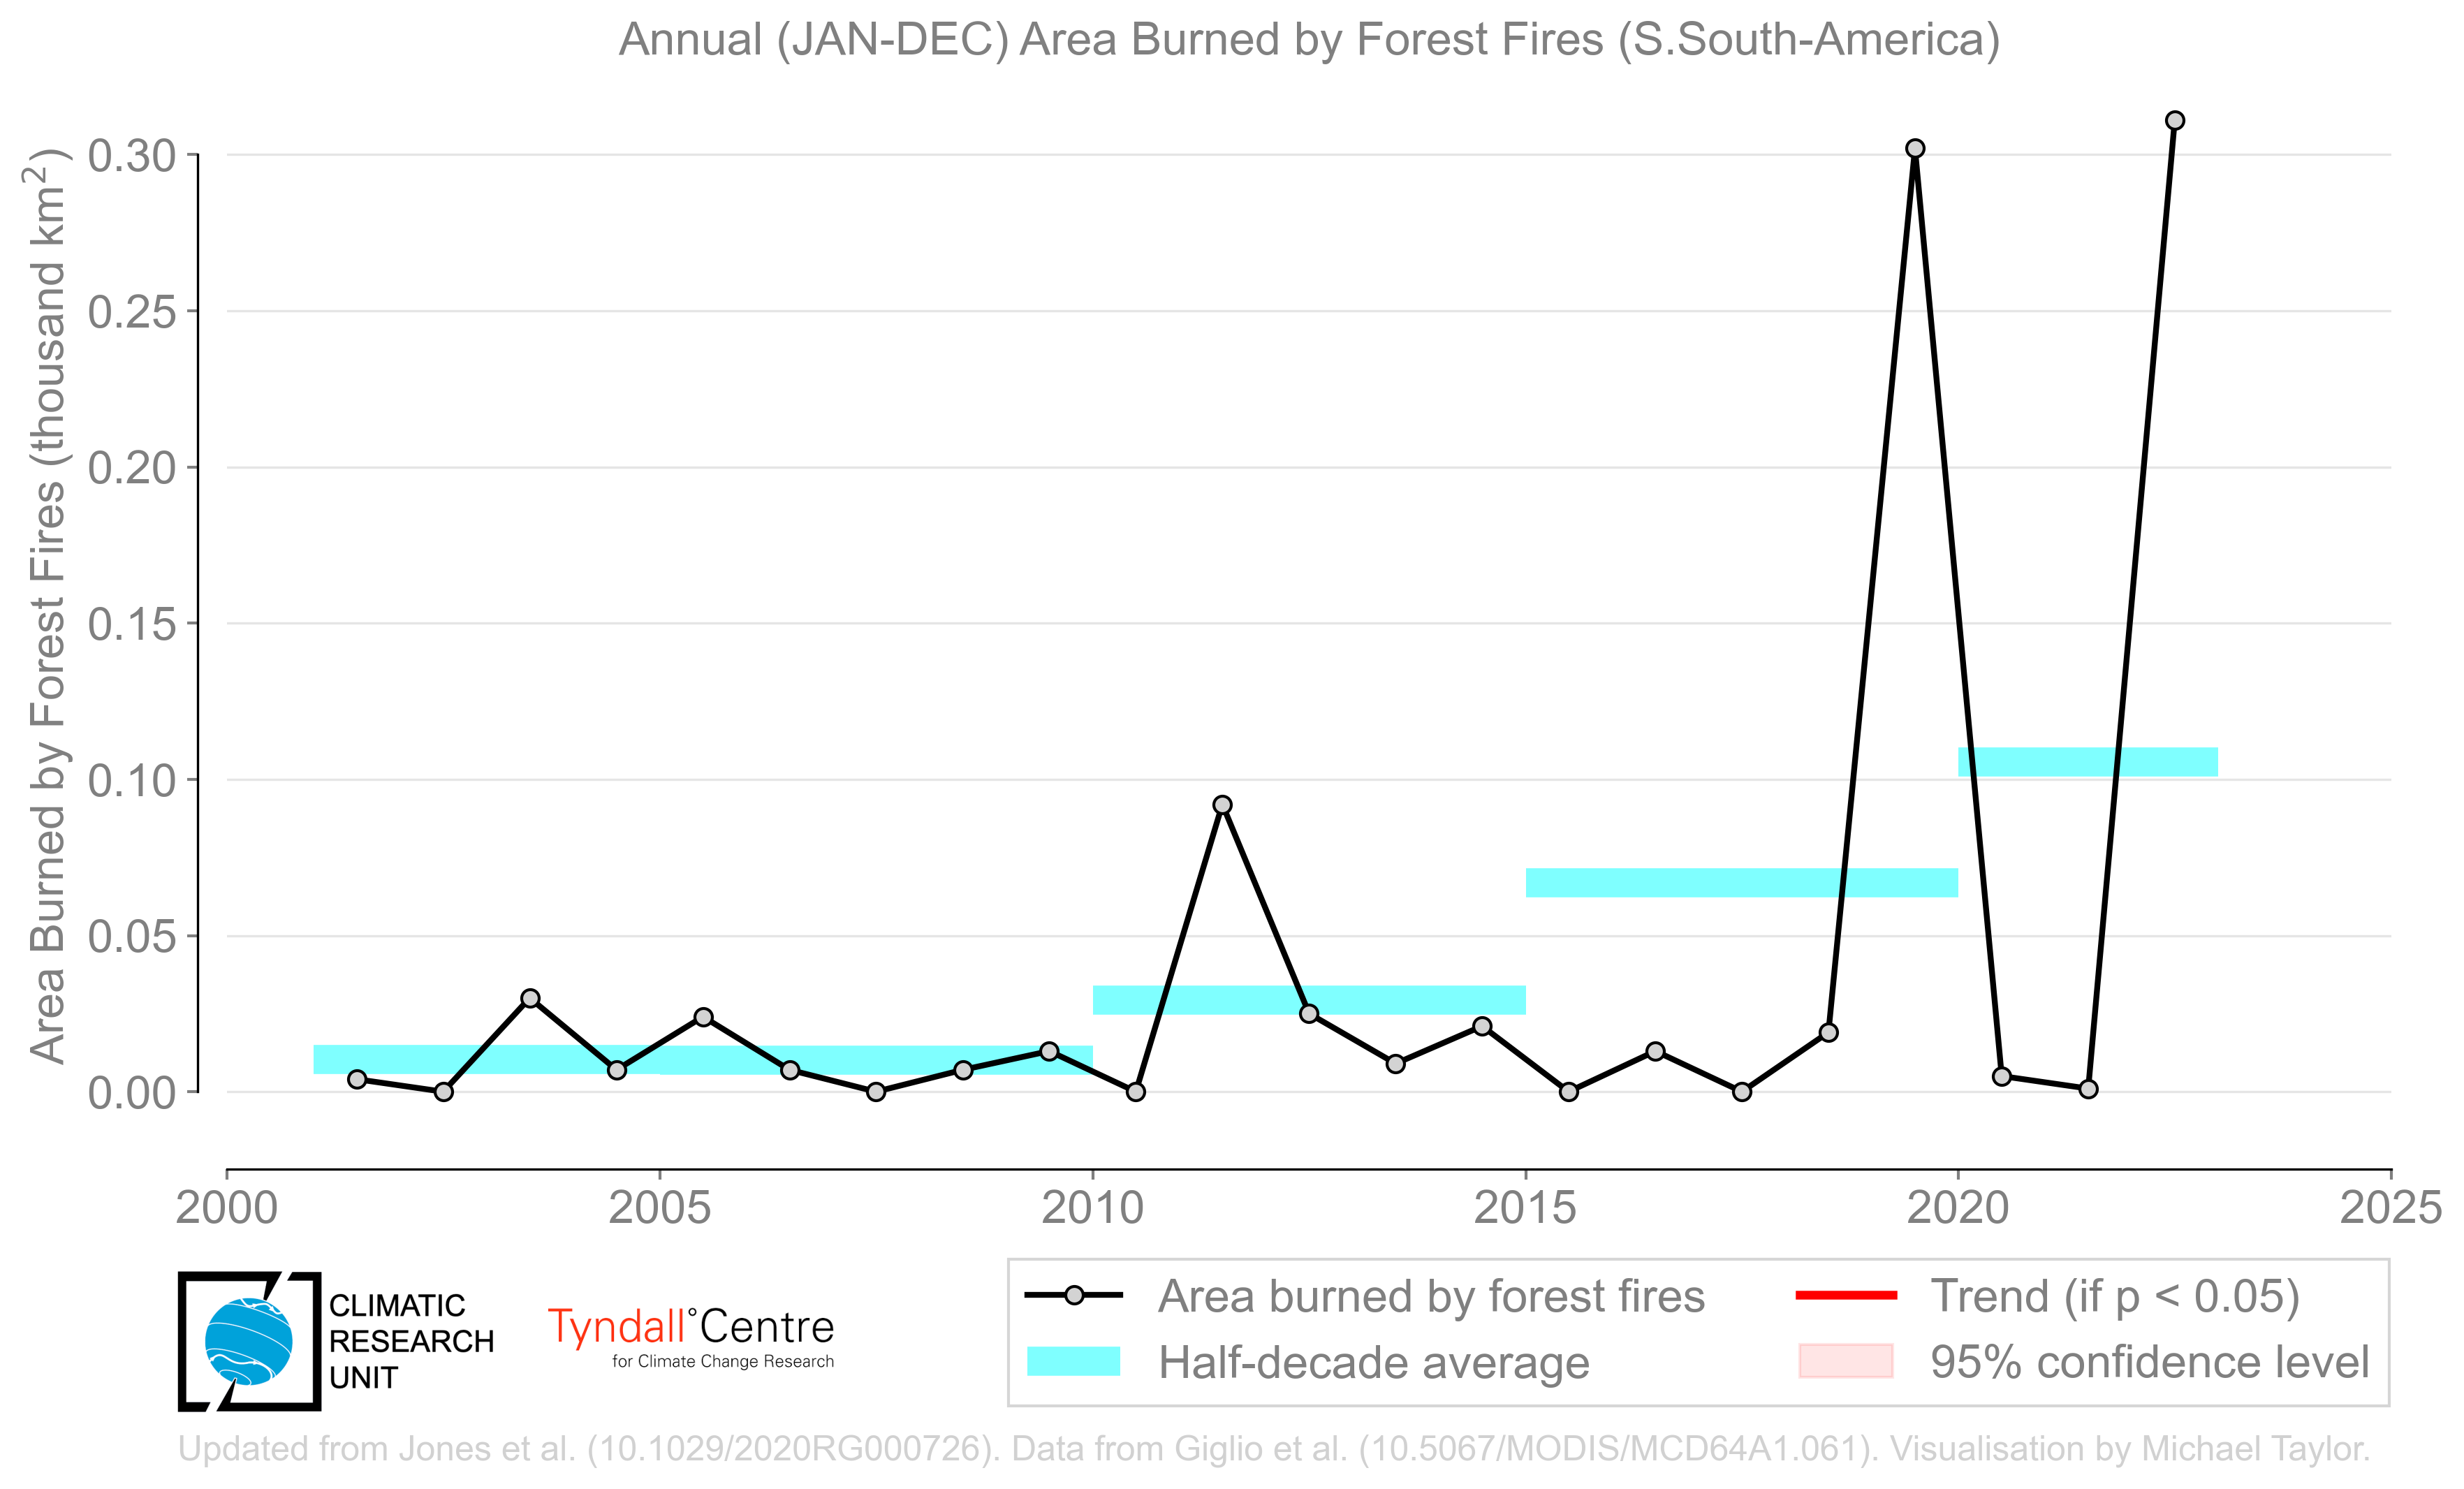 Annual (JAN-DEC) Area Burned by Forest Fires (S.South-America)
Area Burned by Forest Fires (thousand km²)
0.30
0.25
0.20
0.15
0.10
0.05
0.00
2000 2005 2010 2015 2020 2025
CLIMATIC
RESEARCH
UNIT
Tyndall°Centre
for Climate Change Research
Area burned by forest fires
Half-decade average
Trend (if p < 0.05)
95% confidence level
Updated from Jones et al. (10.1029/2020RG000726). Data from Giglio et al. (10.5067/MODIS/MCD64A1.061). Visualisation by Michael Taylor.